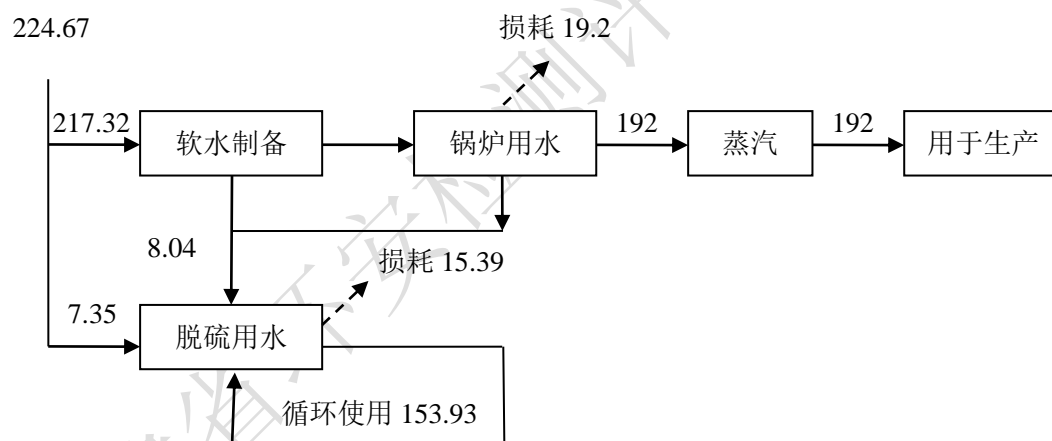 224.67
损耗 19.2
217.32
软水制备
锅炉用水
192
蒸汽
192
用于生产
8.04
损耗 15.39
7.35
脱硫用水
循环使用 153.93